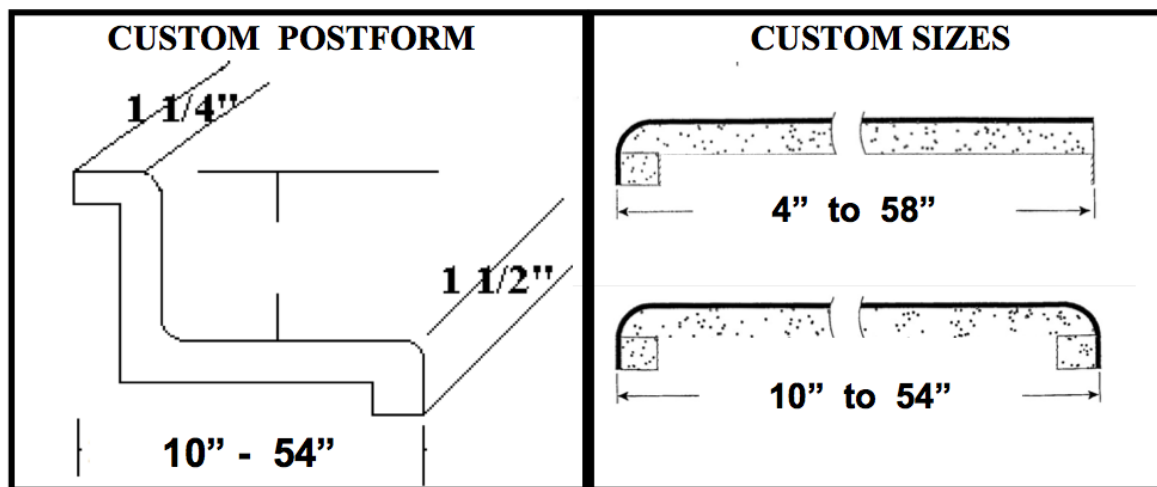 CUSTOM POSTFORM
1 1/4"
1 1/2"
10” - 54”
CUSTOM SIZES
4” to 58”
10” to 54”